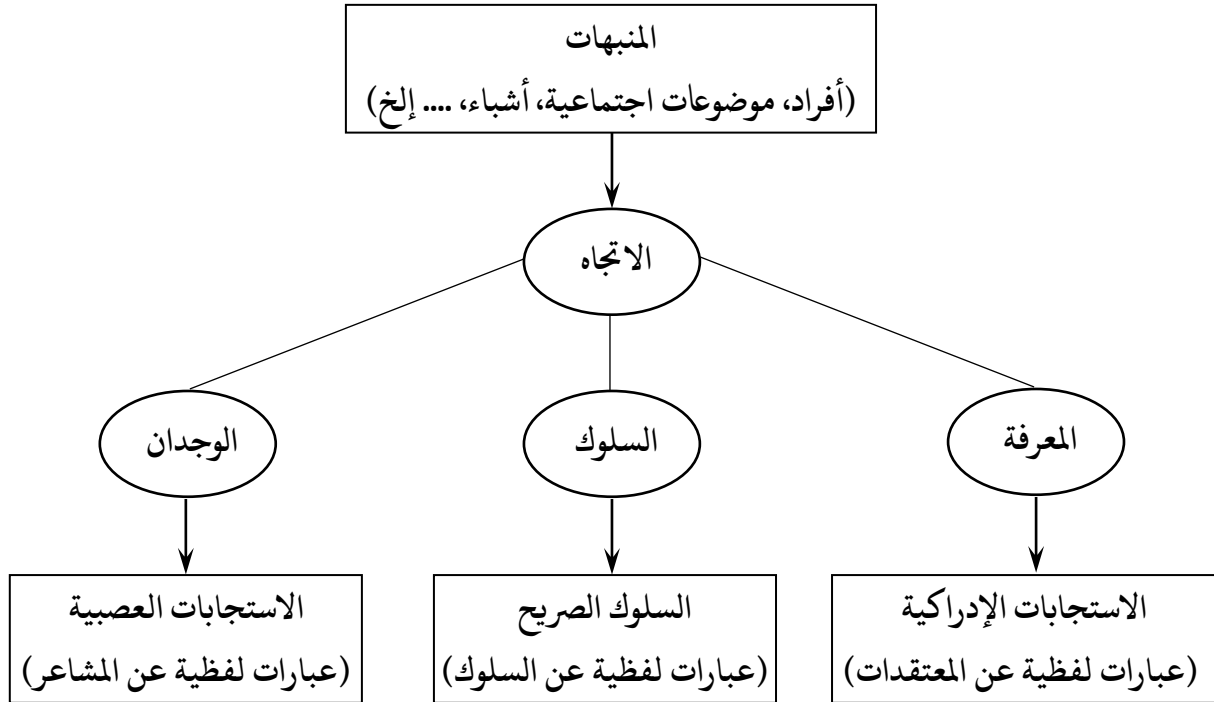 المنبهات
(أفراد، موضوعات اجتماعية، أشباء، .... إلخ)
الاتجاه
المعرفة
السلوك
الوجدان
الاستجابات الإدراكية
(عبارات لفظية عن المعتقدات)
السلوك الصريح
(عبارات لفظية عن السلوك)
الاستجابات العصبية
(عبارات لفظية عن المشاعر)